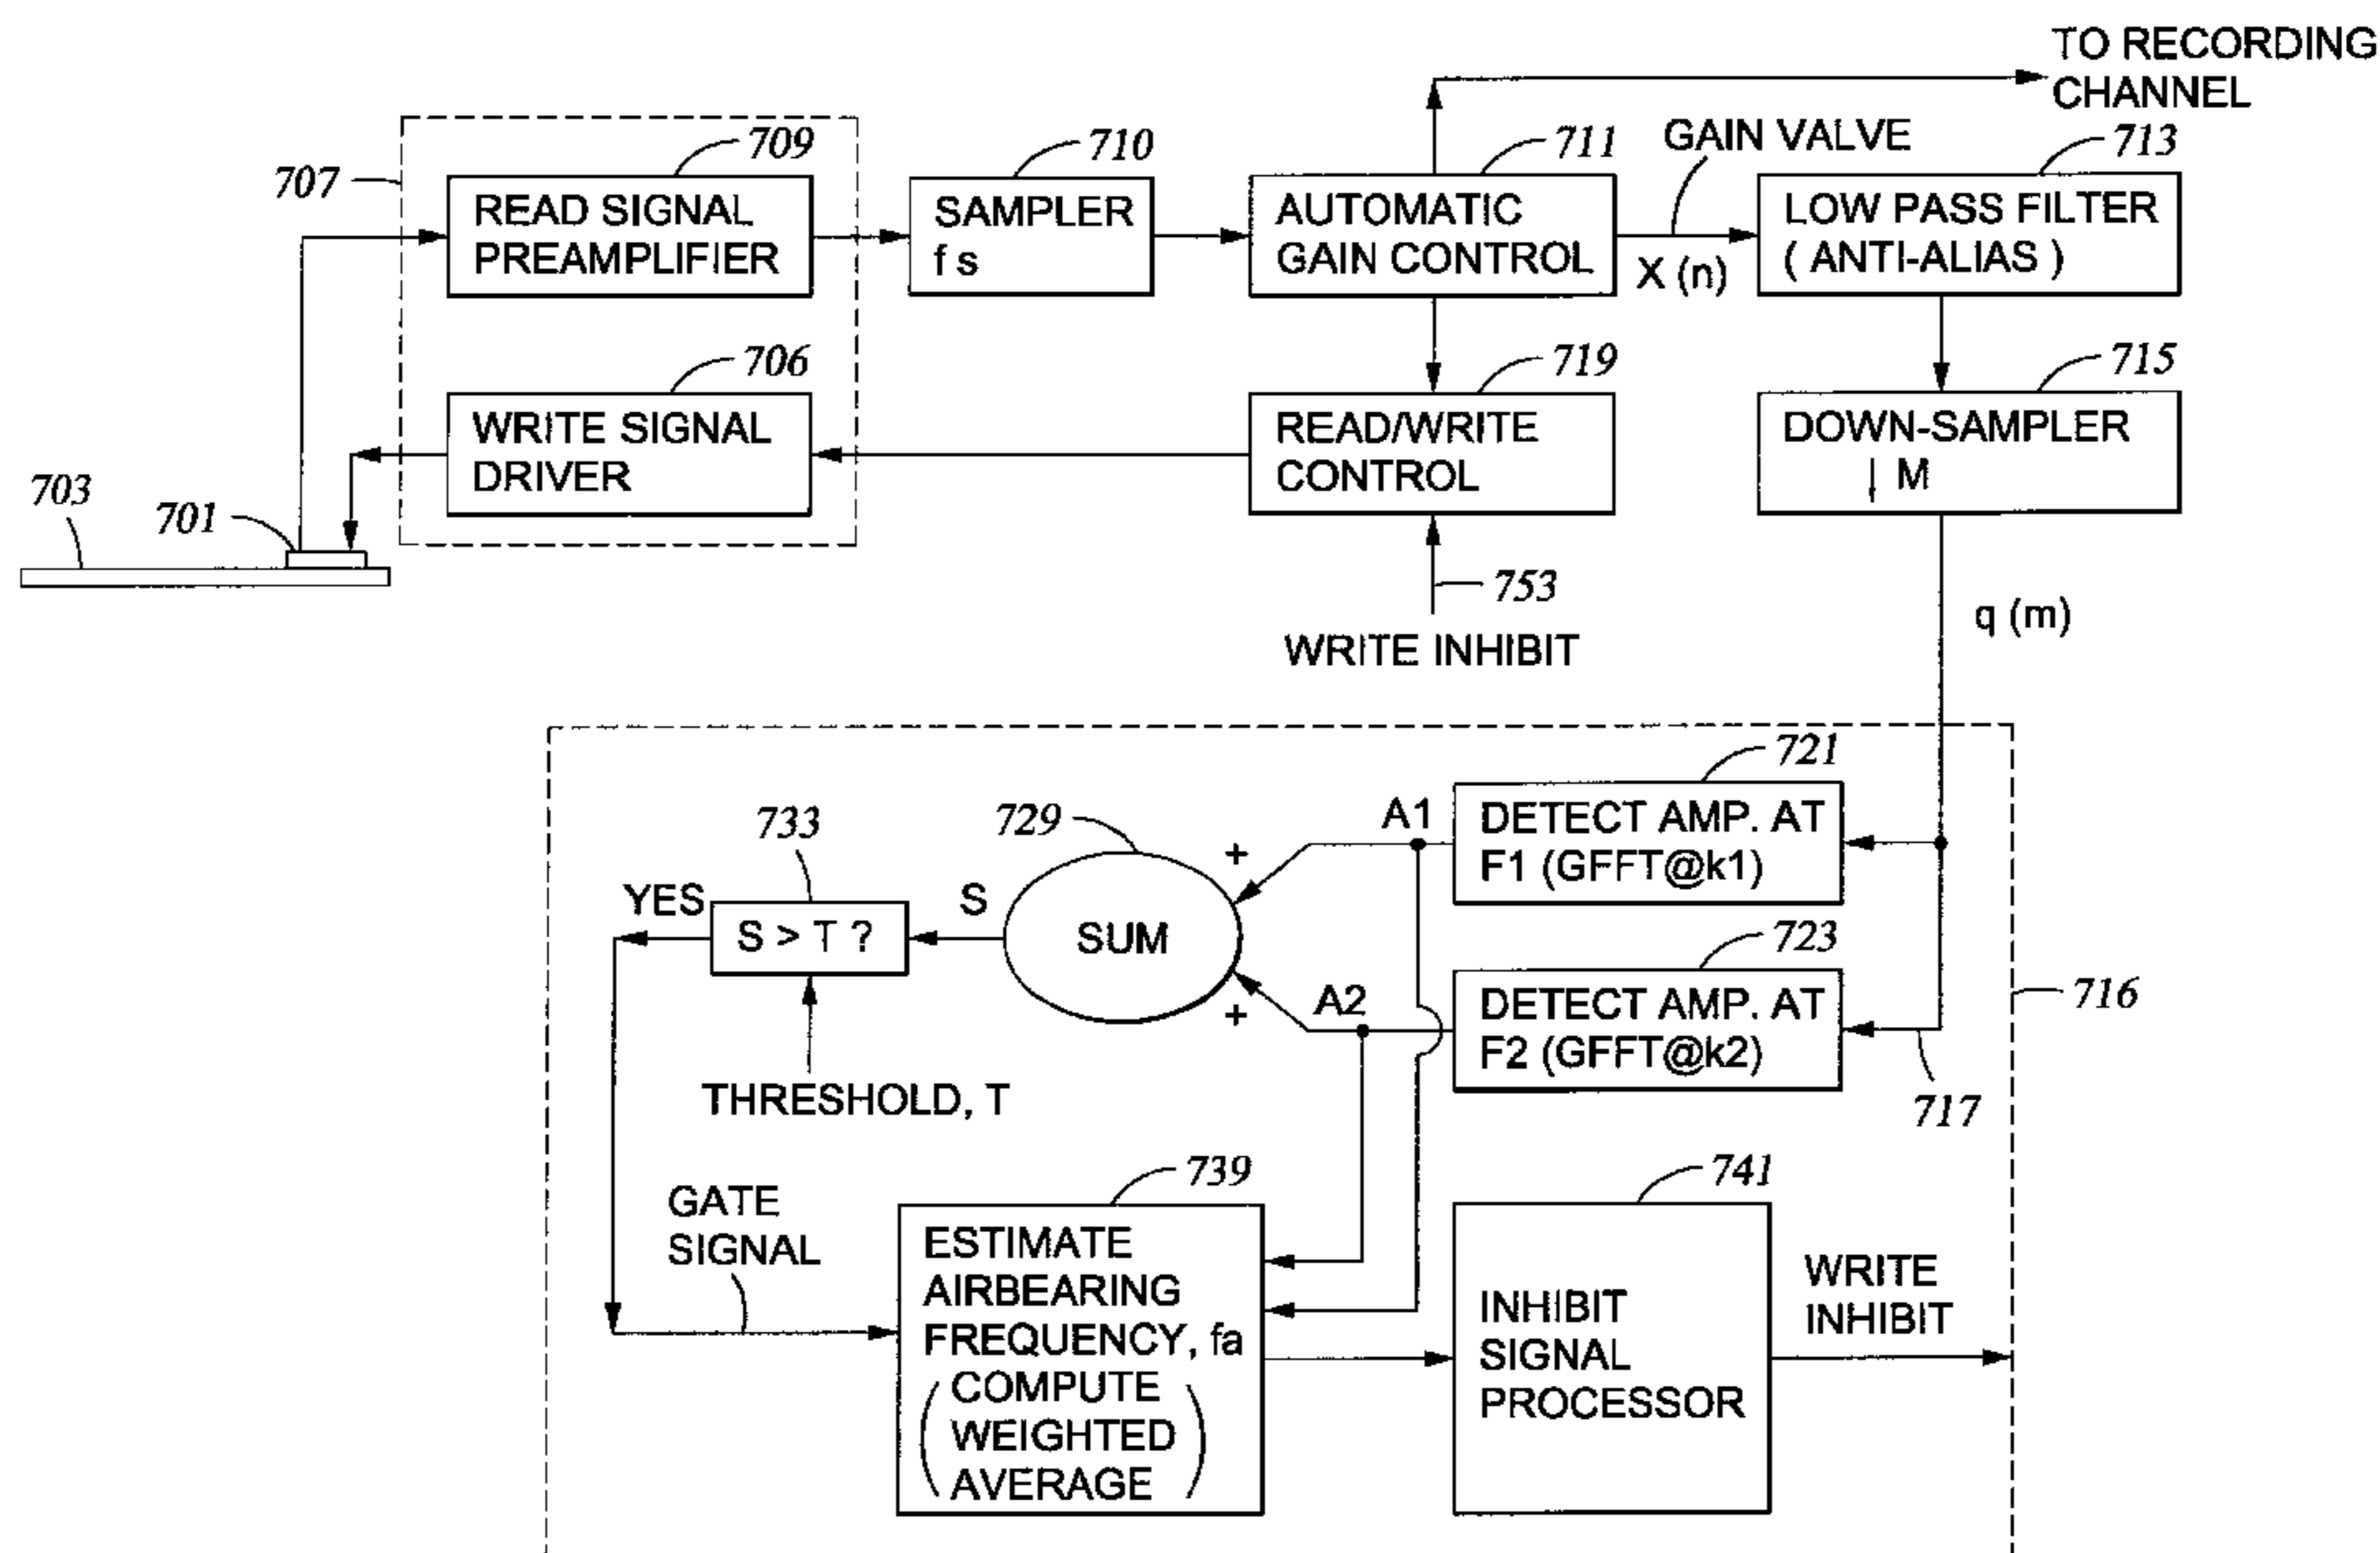 TO RECORDING
CHANNEL
707
709
READ SIGNAL
PREAMPLIFIER
710
SAMPLER
f s
711
AUTOMATIC
GAIN CONTROL
GAIN VALVE
X (n)
713
LOW PASS FILTER
( ANTI-ALIAS )
706
WRITE SIGNAL
DRIVER
719
READ/WRITE
CONTROL
715
DOWN-SAMPLER
↓ M
703
701
753
WRITE INHIBIT
q (m)
721
DETECT AMP. AT
F1 (GFFT@k1)
A1
+
729
SUM
S
733
S > T ?
YES
THRESHOLD, T
723
DETECT AMP. AT
F2 (GFFT@k2)
A2
+
716
717
GATE
SIGNAL
739
ESTIMATE
AIRBEARING
FREQUENCY, fa
( COMPUTE
WEIGHTED
AVERAGE )
741
INHIBIT
SIGNAL
PROCESSOR
WRITE
INHIBIT